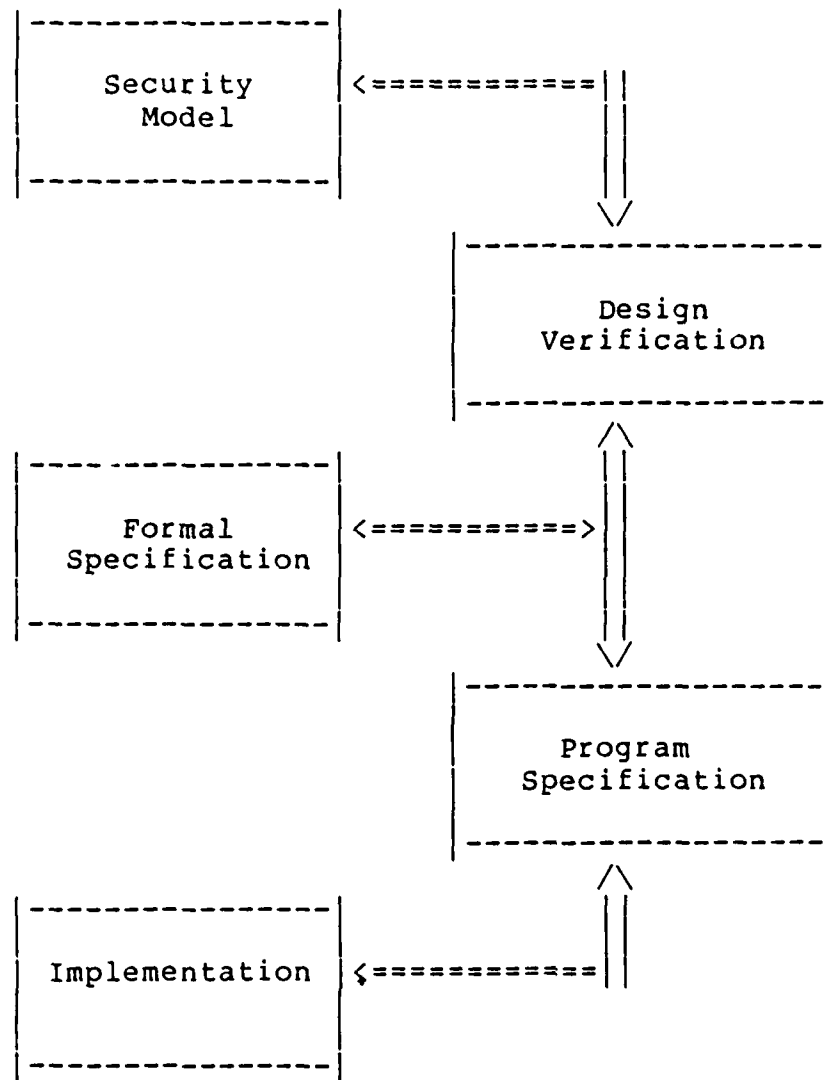 Security
Model
Design
Verification
Formal
Specification
Program
Specification
Implementation